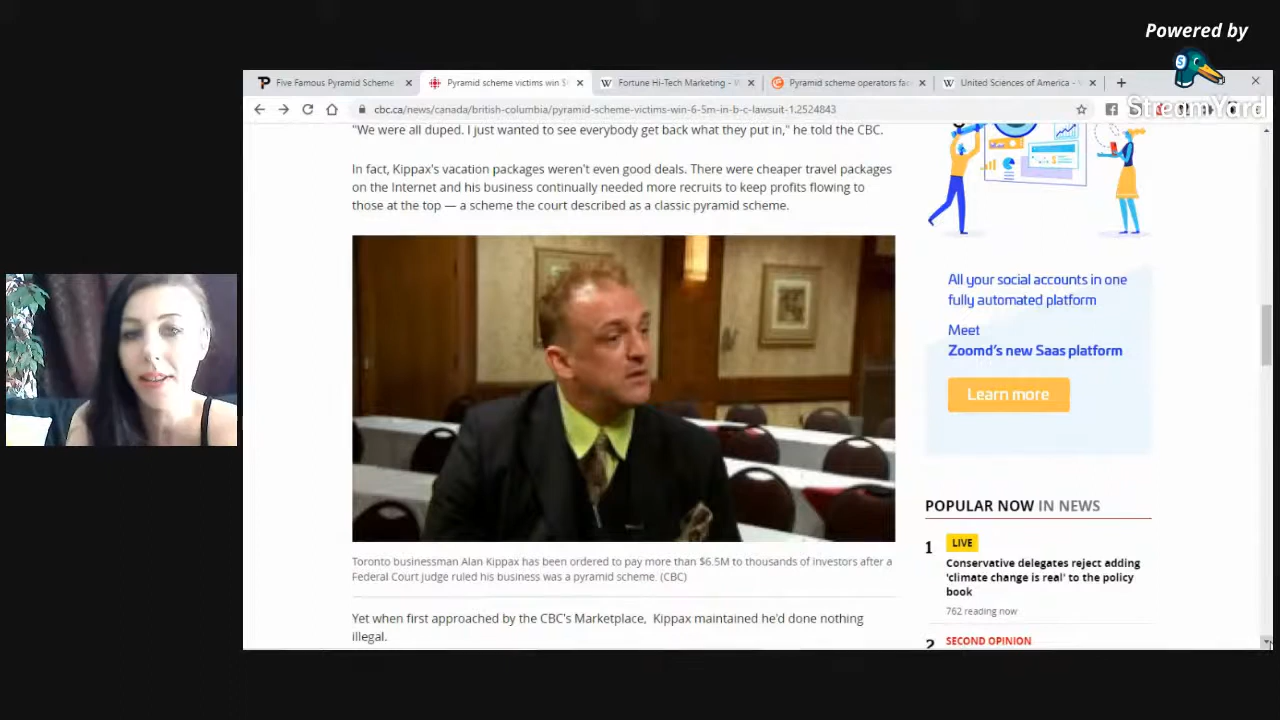 Powered by
StreamYard
Five Famous Pyramid Scheme
Pyramid scheme victims win $
Fortune Hi-Tech Marketing -
Pyramid scheme operators fac
United Sciences of America -
cbc.ca/news/canada/british-columbia/pyramid-scheme-victims-win-6-5m-in-b-c-lawsuit-1.2524843
"We were all duped. I just wanted to see everybody get back what they put in," he told the CBC.
In fact, Kippax's vacation packages weren't even good deals. There were cheaper travel packages
on the Internet and his business continually needed more recruits to keep profits flowing to
those at the top — a scheme the court described as a classic pyramid scheme.
Toronto businessman Alan Kippax has been ordered to pay more than $6.5M to thousands of investors after a
Federal Court judge ruled his business was a pyramid scheme. (CBC)
Yet when first approached by the CBC's Marketplace, Kippax maintained he'd done nothing
illegal.
All your social accounts in one
fully automated platform
Meet
Zoomd's new Saas platform
Learn more
POPULAR NOW IN NEWS
1
LIVE
Conservative delegates reject adding
'climate change is real' to the policy
book
762 reading now
2
SECOND OPINION